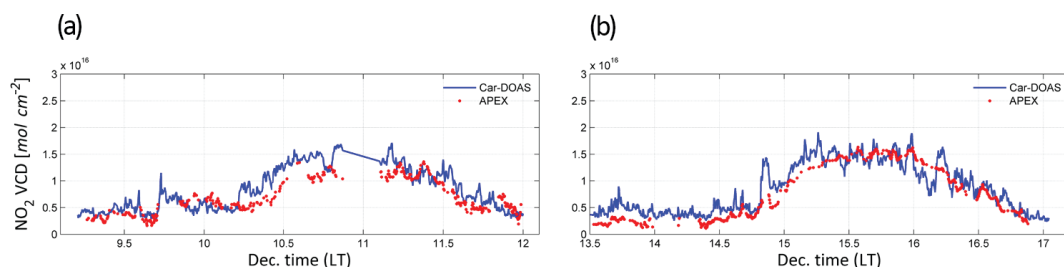 (a)
(b)
x 10^16
3
2.5
2
1.5
1
0.5
0
NO2 VCD [mol cm-2]
Car-DOAS
APEX
9.5
10
10.5
11
11.5
12
Dec. time (LT)
x 10^16
3
2.5
2
1.5
1
0.5
0
Car-DOAS
APEX
13.5
14
14.5
15
15.5
16
16.5
17
Dec. time (LT)